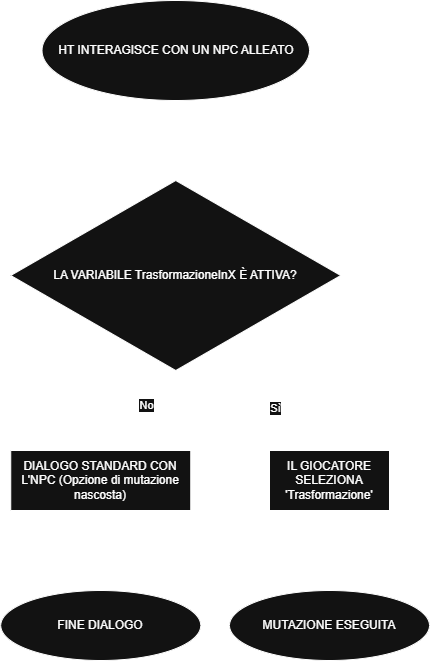 HT INTERAGISCE CON UN NPC ALLEATO
LA VARIABILE TrasformazioneInX È ATTIVA?
No
Sì
DIALOGO STANDARD CON
L'NPC (Opzione di mutazione
nascosta)
IL GIOCATORE
SELEZIONA
'Trasformazione'
FINE DIALOGO
MUTAZIONE ESEGUITA